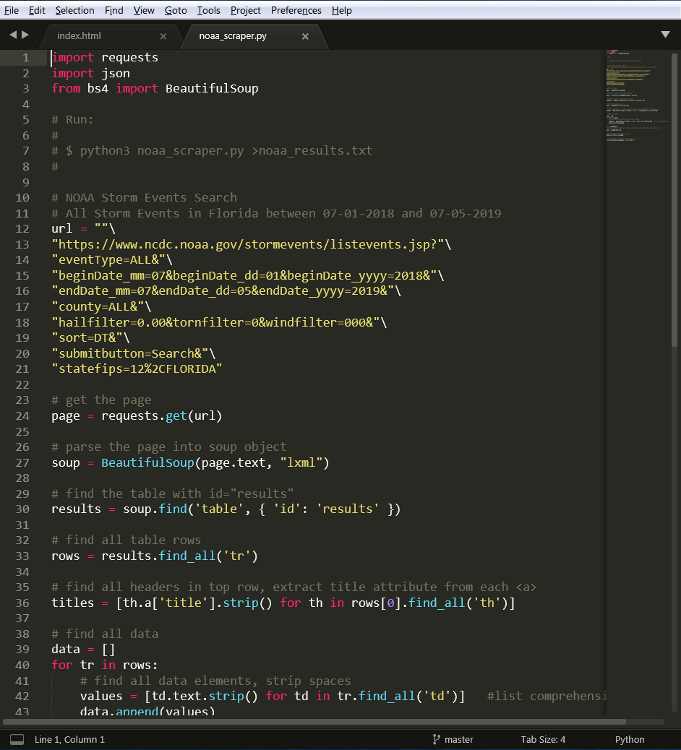 File Edit Selection Find View Goto Tools Project Preferences Help
index.html × noaa_scraper.py ×
1 import requests
2 import json
3 from bs4 import BeautifulSoup
4
5 # Run:
6 #
7 # $ python3 noaa_scraper.py >noaa_results.txt
8 #
9
10 # NOAA Storm Events Search
11 # All Storm Events in Florida between 07-01-2018 and 07-05-2019
12 url = ""\
13 "https://www.ncdc.noaa.gov/stormevents/listevents.jsp?"\
14 "eventType=ALL&"\
15 "beginDate_mm=07&beginDate_dd=01&beginDate_yyyy=2018&"\
16 "endDate_mm=07&endDate_dd=05&endDate_yyyy=2019&"\
17 "county=ALL&"\
18 "hailfilter=0.00&tornfilter=0&windfilter=000&"\
19 "sort=DT&"\
20 "submitbutton=Search&"\
21 "statefips=12%2CFLORIDA"
22
23 # get the page
24 page = requests.get(url)
25
26 # parse the page into soup object
27 soup = BeautifulSoup(page.text, "lxml")
28
29 # find the table with id="results"
30 results = soup.find('table', { 'id': 'results' })
31
32 # find all table rows
33 rows = results.find_all('tr')
34
35 # find all headers in top row, extract title attribute from each <a>
36 titles = [th.a['title'].strip() for th in rows[0].find_all('th')]
37
38 # find all data
39 data = []
40 for tr in rows:
41 # find all data elements, strip spaces
42 values = [td.text.strip() for td in tr.find_all('td')] #list comprehensi
43 data.append(values)
Line 1, Column 1 master Tab Size: 4 Python